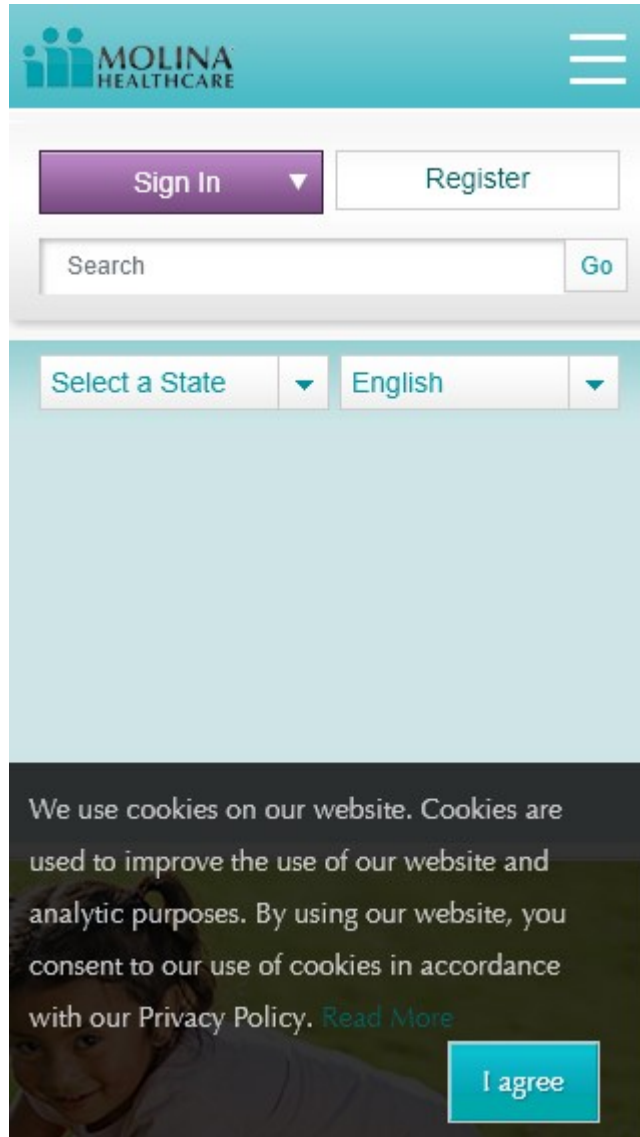 MOLINA
HEALTHCARE
Sign In
Register
Search
Go
Select a State
English
We use cookies on our website. Cookies are
used to improve the use of our website and
analytic purposes. By using our website, you
consent to our use of cookies in accordance
with our Privacy Policy. Read More
I agree